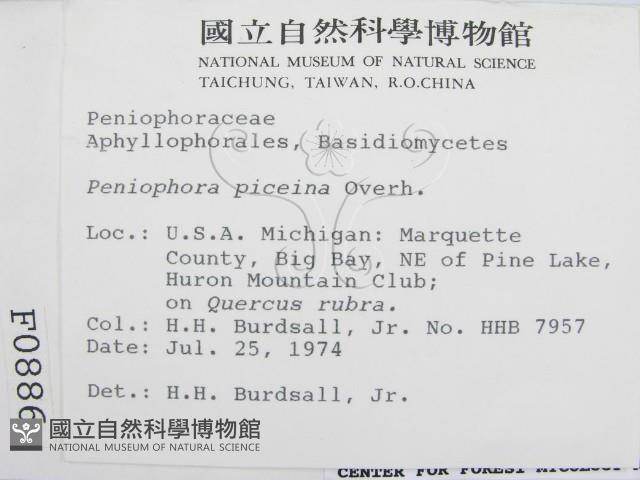 國立自然科學博物館
NATIONAL MUSEUM OF NATURAL SCIENCE
TAICHUNG, TAIWAN, R.O.CHINA
Peniophoraceae
Aphyllophorales, Basidiomycetes
Peniophora piceina Overh.
Loc.: U.S.A. Michigan: Marquette
County, Big Bay, NE of Pine Lake,
Huron Mountain Club;
on Quercus rubra.
Col.: H.H. Burdsall, Jr. No. HHB 7957
Date: Jul. 25, 1974
Det.: H.H. Burdsall, Jr.
F0886
國立自然科學博物館
NATIONAL MUSEUM OF NATURAL SCIENCE
CENTER FOR FOREST MYCOLOGY